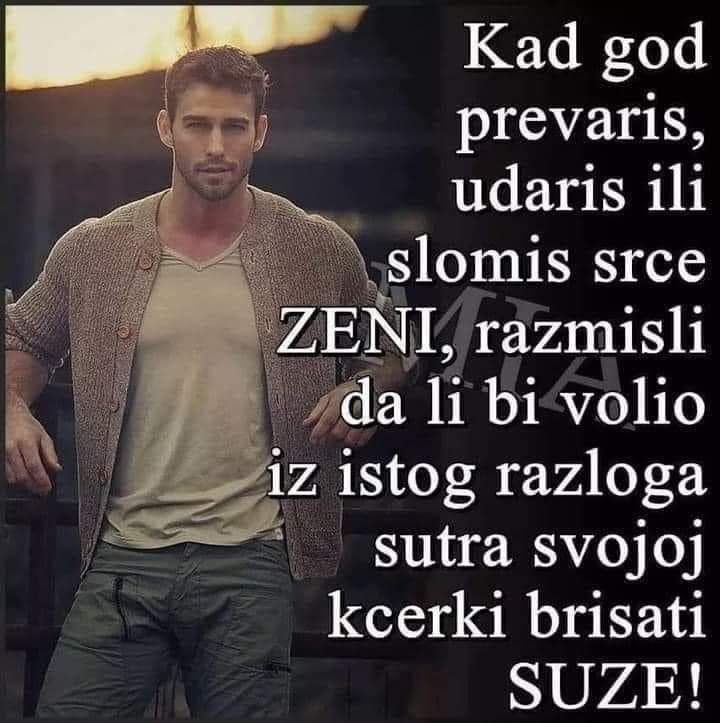 Kad god
prevaris,
udaris ili
slomis srce
ZENI, razmisli
da li bi volio
iz istog razloga
sutra svojoj
kcerki brisati
SUZE!
MIA